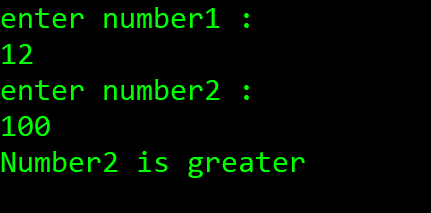 enter number1 :
12
enter number2 :
100
Number2 is greater